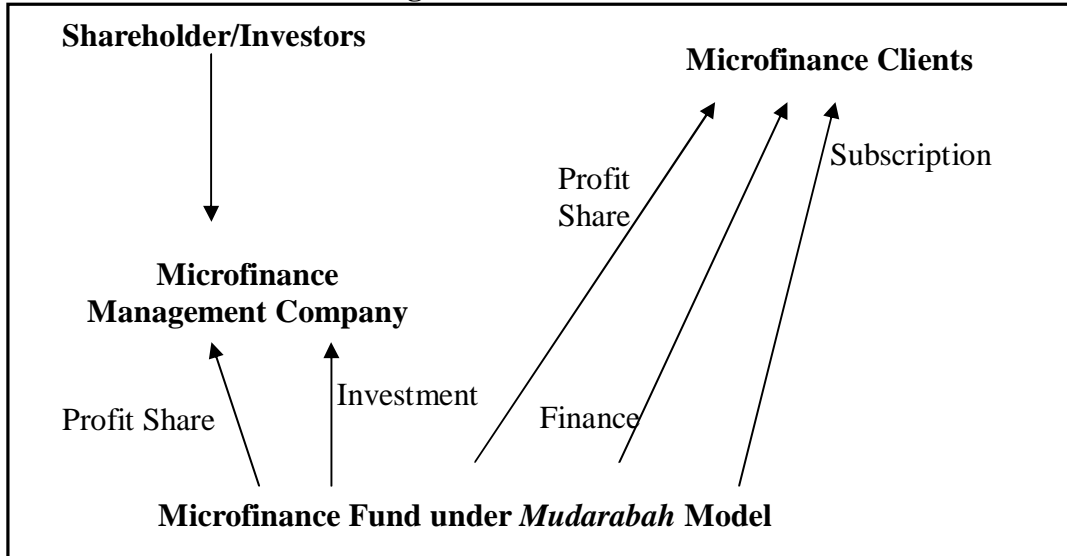 Shareholder/Investors
Microfinance Clients
Subscription
Profit
Share
Microfinance
Management Company
Investment
Profit Share
Finance
Microfinance Fund under Mudarabah Model